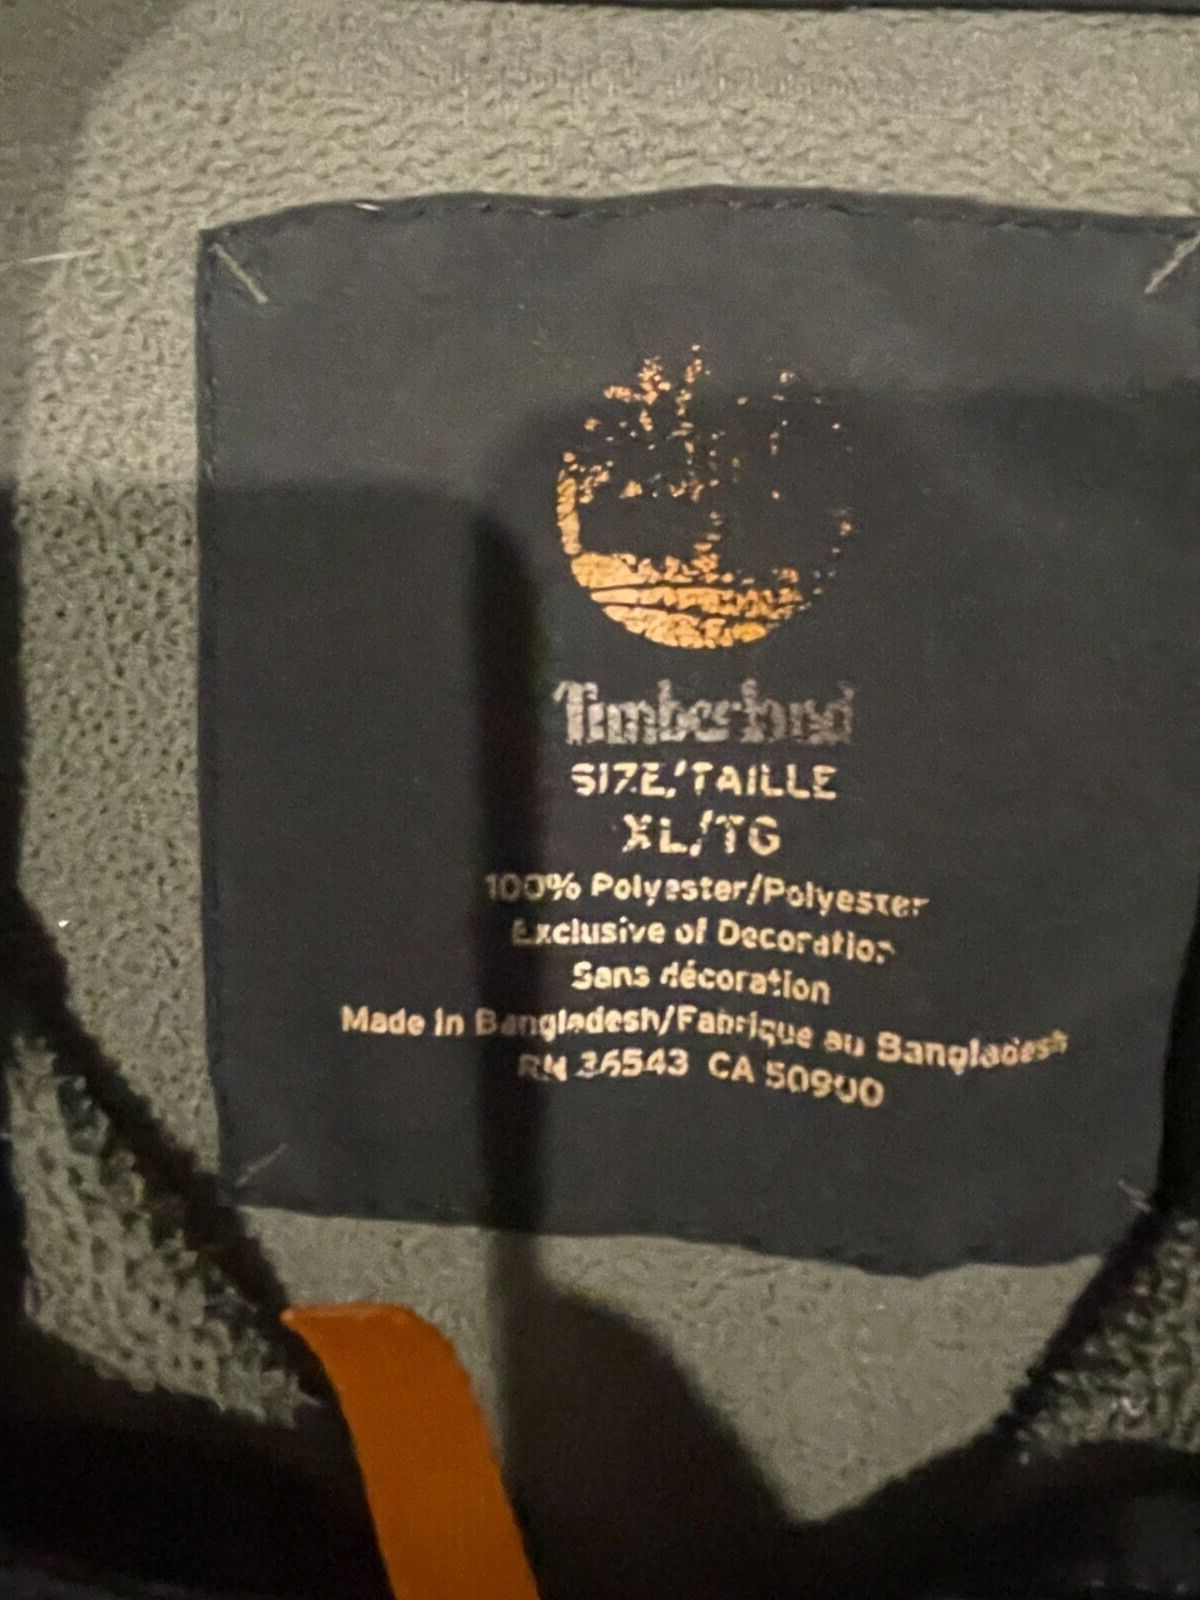 Timberland
SIZE/TAILLE
XL/TG
100% Polyester/Polyester
Exclusive of Decoration
Sans décoration
Made in Bangladesh/Fabrique au Bangladesh
RN 36543 CA 50900